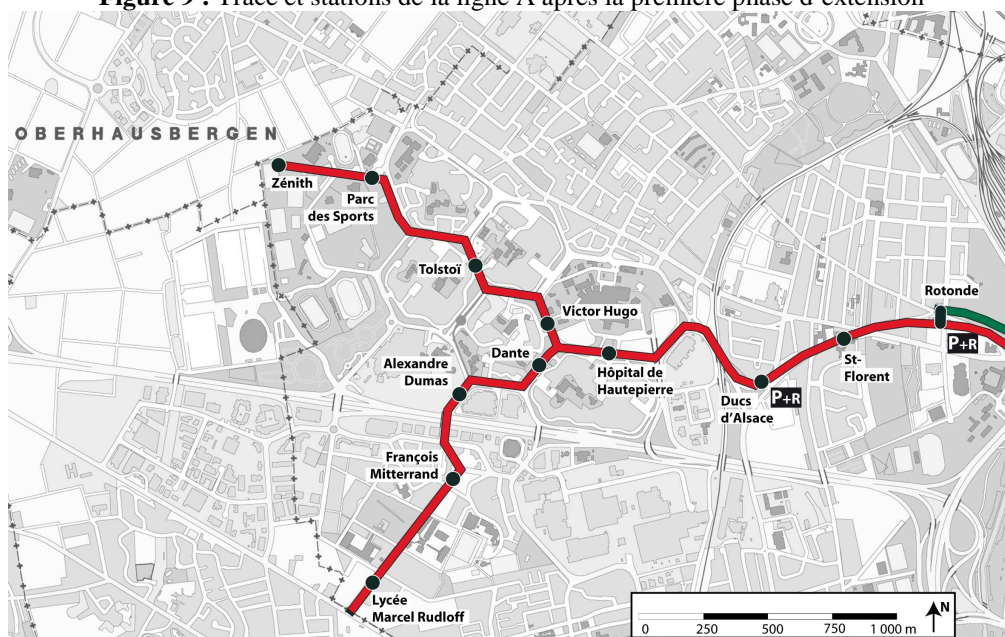 Figure 9 : Tracé et stations de la ligne A après la première phase d'extension
OBERHAUSBERGEN
Zénith
Parc
des Sports
Tolstoï
Victor Hugo
Rotonde
P+R
Dante
Alexandre
Dumas
Hôpital de
Hautepierre
St-
Florent
Ducs
d'Alsace
P+R
François
Mitterrand
Lycée
Marcel Rudloff
N
0 250 500 750 1 000 m